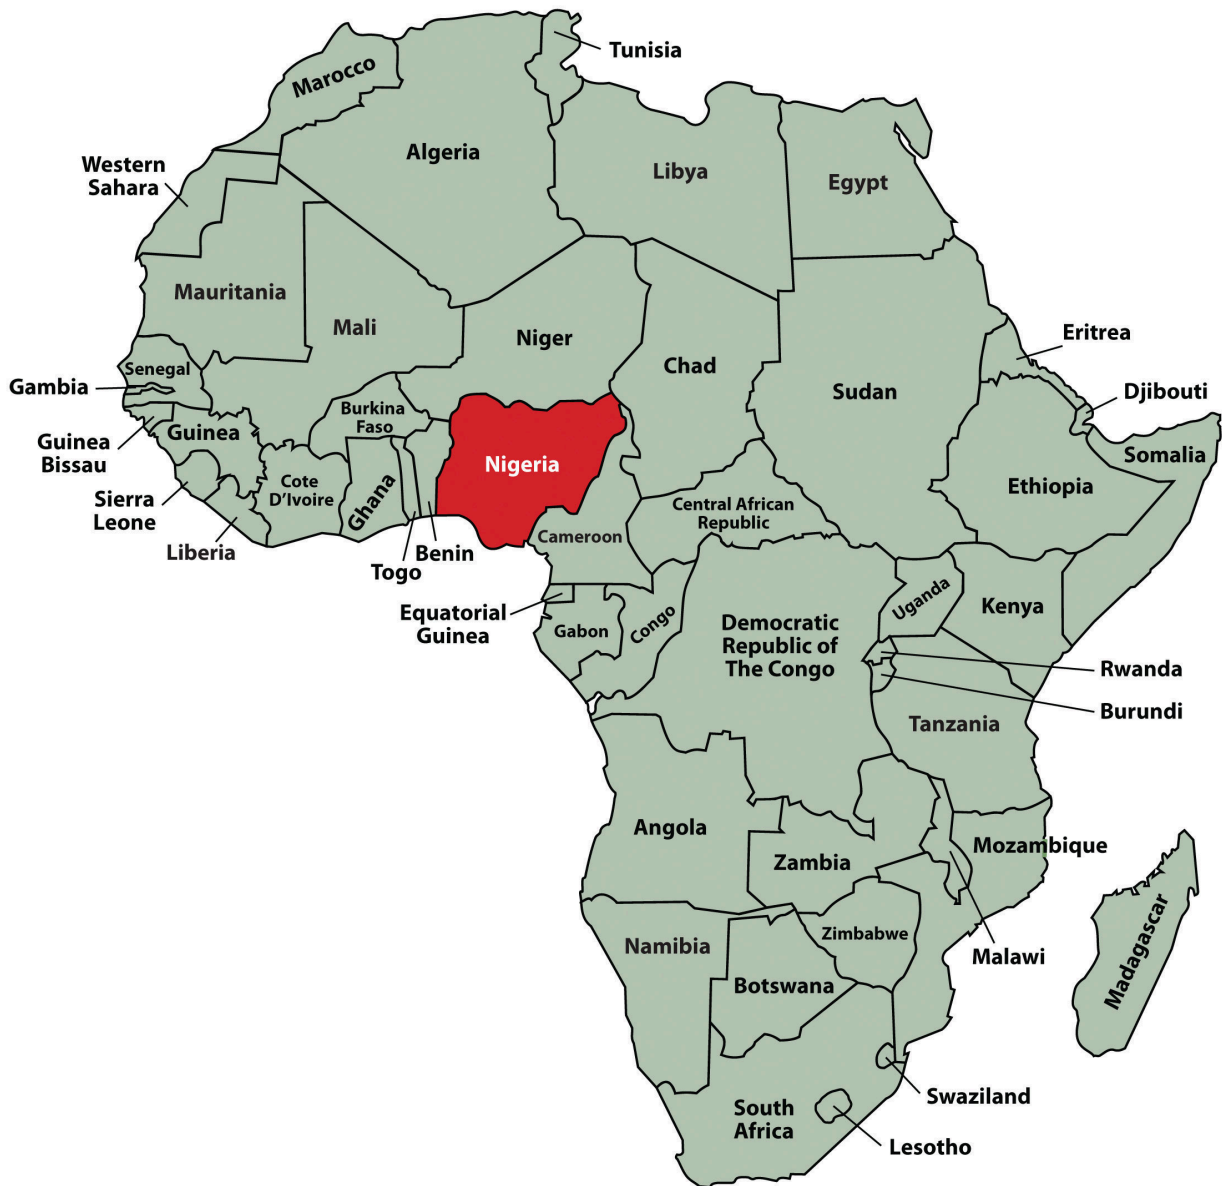 Tunisia
Marocco
Algeria
Western
Sahara
Libya
Egypt
Mauritania
Mali
Niger
Chad
Sudan
Eritrea
Senegal
Gambia
Djibouti
Burkina
Faso
Guinea
Guinea
Bissau
Nigeria
Somalia
Cote
D'Ivoire
Ghana
Ethiopia
Sierra
Leone
Central African
Republic
Liberia
Cameroon
Benin
Togo
Equatorial
Guinea
Gabon
Congo
Democratic
Republic of
The Congo
Uganda
Kenya
Rwanda
Burundi
Tanzania
Angola
Zambia
Mozambique
Malawi
Namibia
Zimbabwe
Botswana
Madagascar
Swaziland
South
Africa
Lesotho